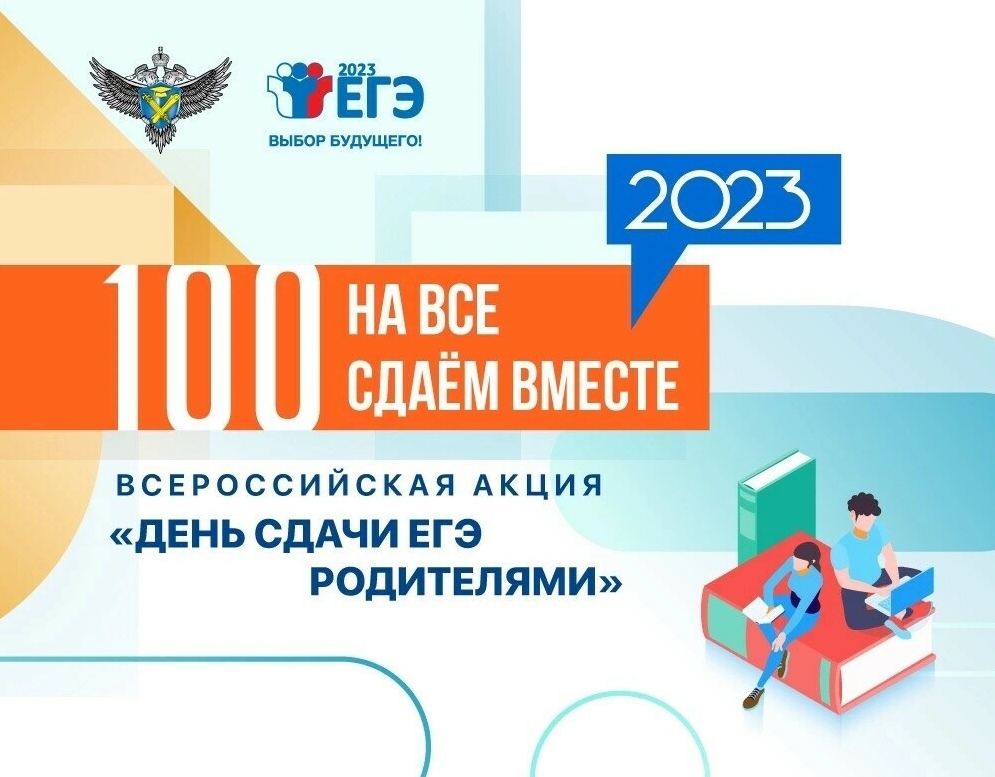 2023
ЕГЭ
ВЫБОР БУДУЩЕГО!
2023
100
НА ВСЕ
СДАЁМ ВМЕСТЕ
ВСЕРОССИЙСКАЯ АКЦИЯ
«ДЕНЬ СДАЧИ ЕГЭ
РОДИТЕЛЯМИ»